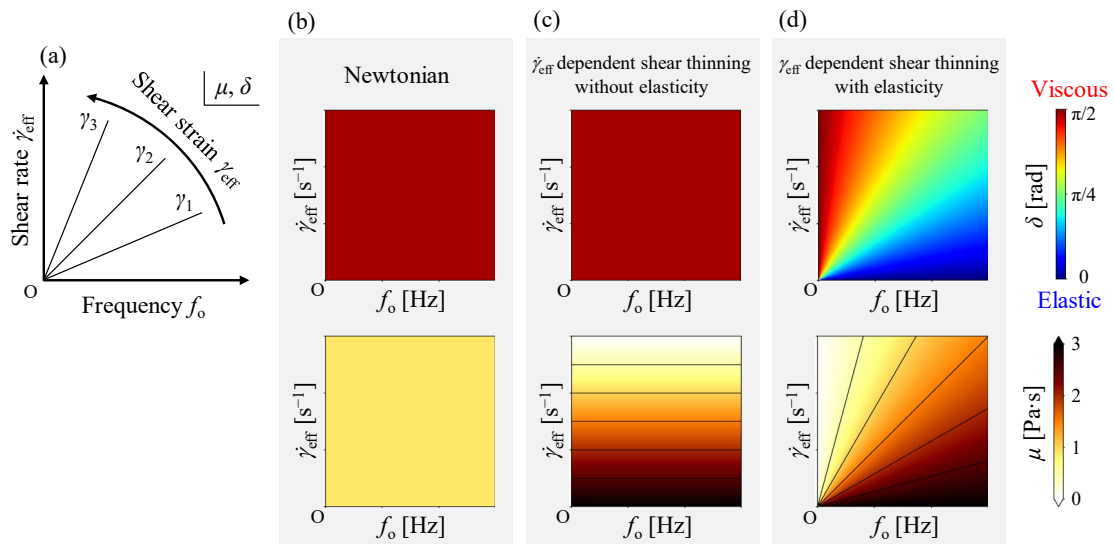 (a)
μ, δ
Shear rate γ̇eff
γ3
γ2
γ1
Shear strain γeff
O
Frequency fo
(b)
Newtonian
γ̇eff [s⁻¹]
O
fo [Hz]
γ̇eff [s⁻¹]
O
fo [Hz]
(c)
γ̇eff dependent shear thinning
without elasticity
γ̇eff [s⁻¹]
O
fo [Hz]
γ̇eff [s⁻¹]
O
fo [Hz]
(d)
γeff dependent shear thinning
with elasticity
γ̇eff [s⁻¹]
O
fo [Hz]
γ̇eff [s⁻¹]
O
fo [Hz]
Viscous
π/2
π/4
0
δ [rad]
Elastic
3
2
1
0
μ [Pa·s]